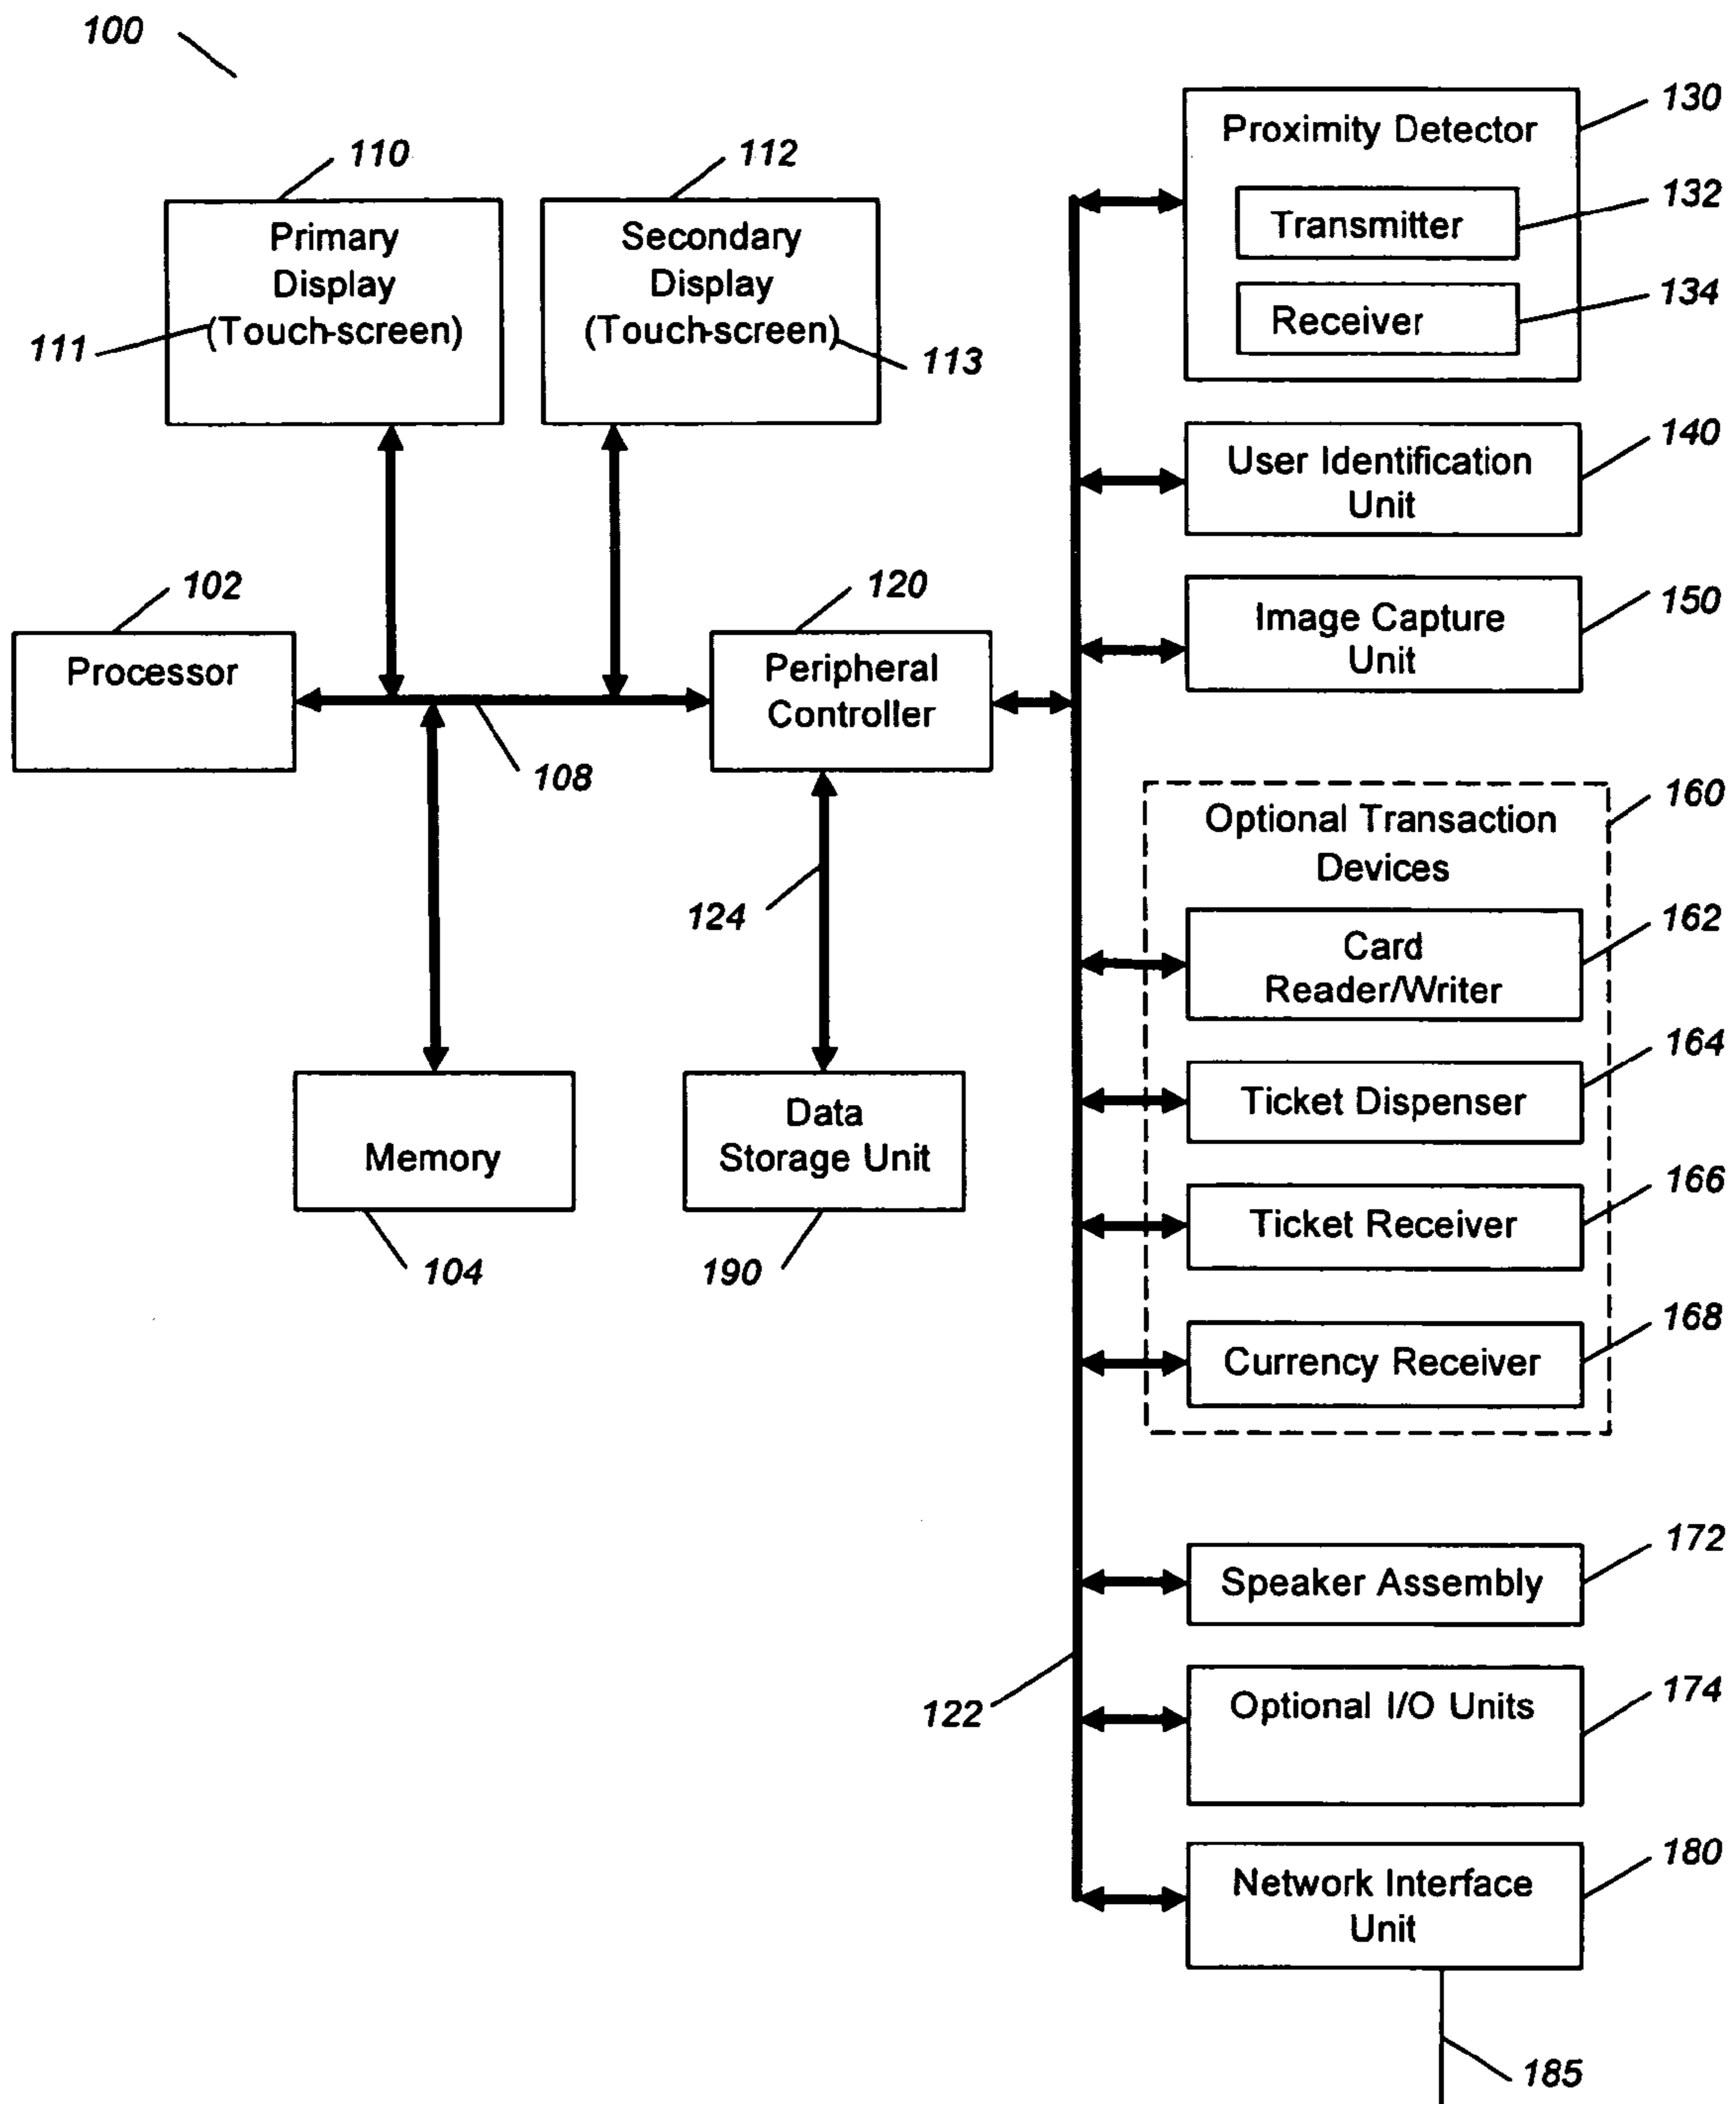 100
110
Primary
Display
(Touch-screen)
111
112
Secondary
Display
(Touch-screen)
113
102
Processor
120
Peripheral
Controller
108
124
Memory
104
Data
Storage Unit
190
130
Proximity Detector
132
Transmitter
134
Receiver
140
User Identification
Unit
150
Image Capture
Unit
160
Optional Transaction
Devices
162
Card
Reader/Writer
164
Ticket Dispenser
166
Ticket Receiver
168
Currency Receiver
172
Speaker Assembly
122
174
Optional I/O Units
180
Network Interface
Unit
185